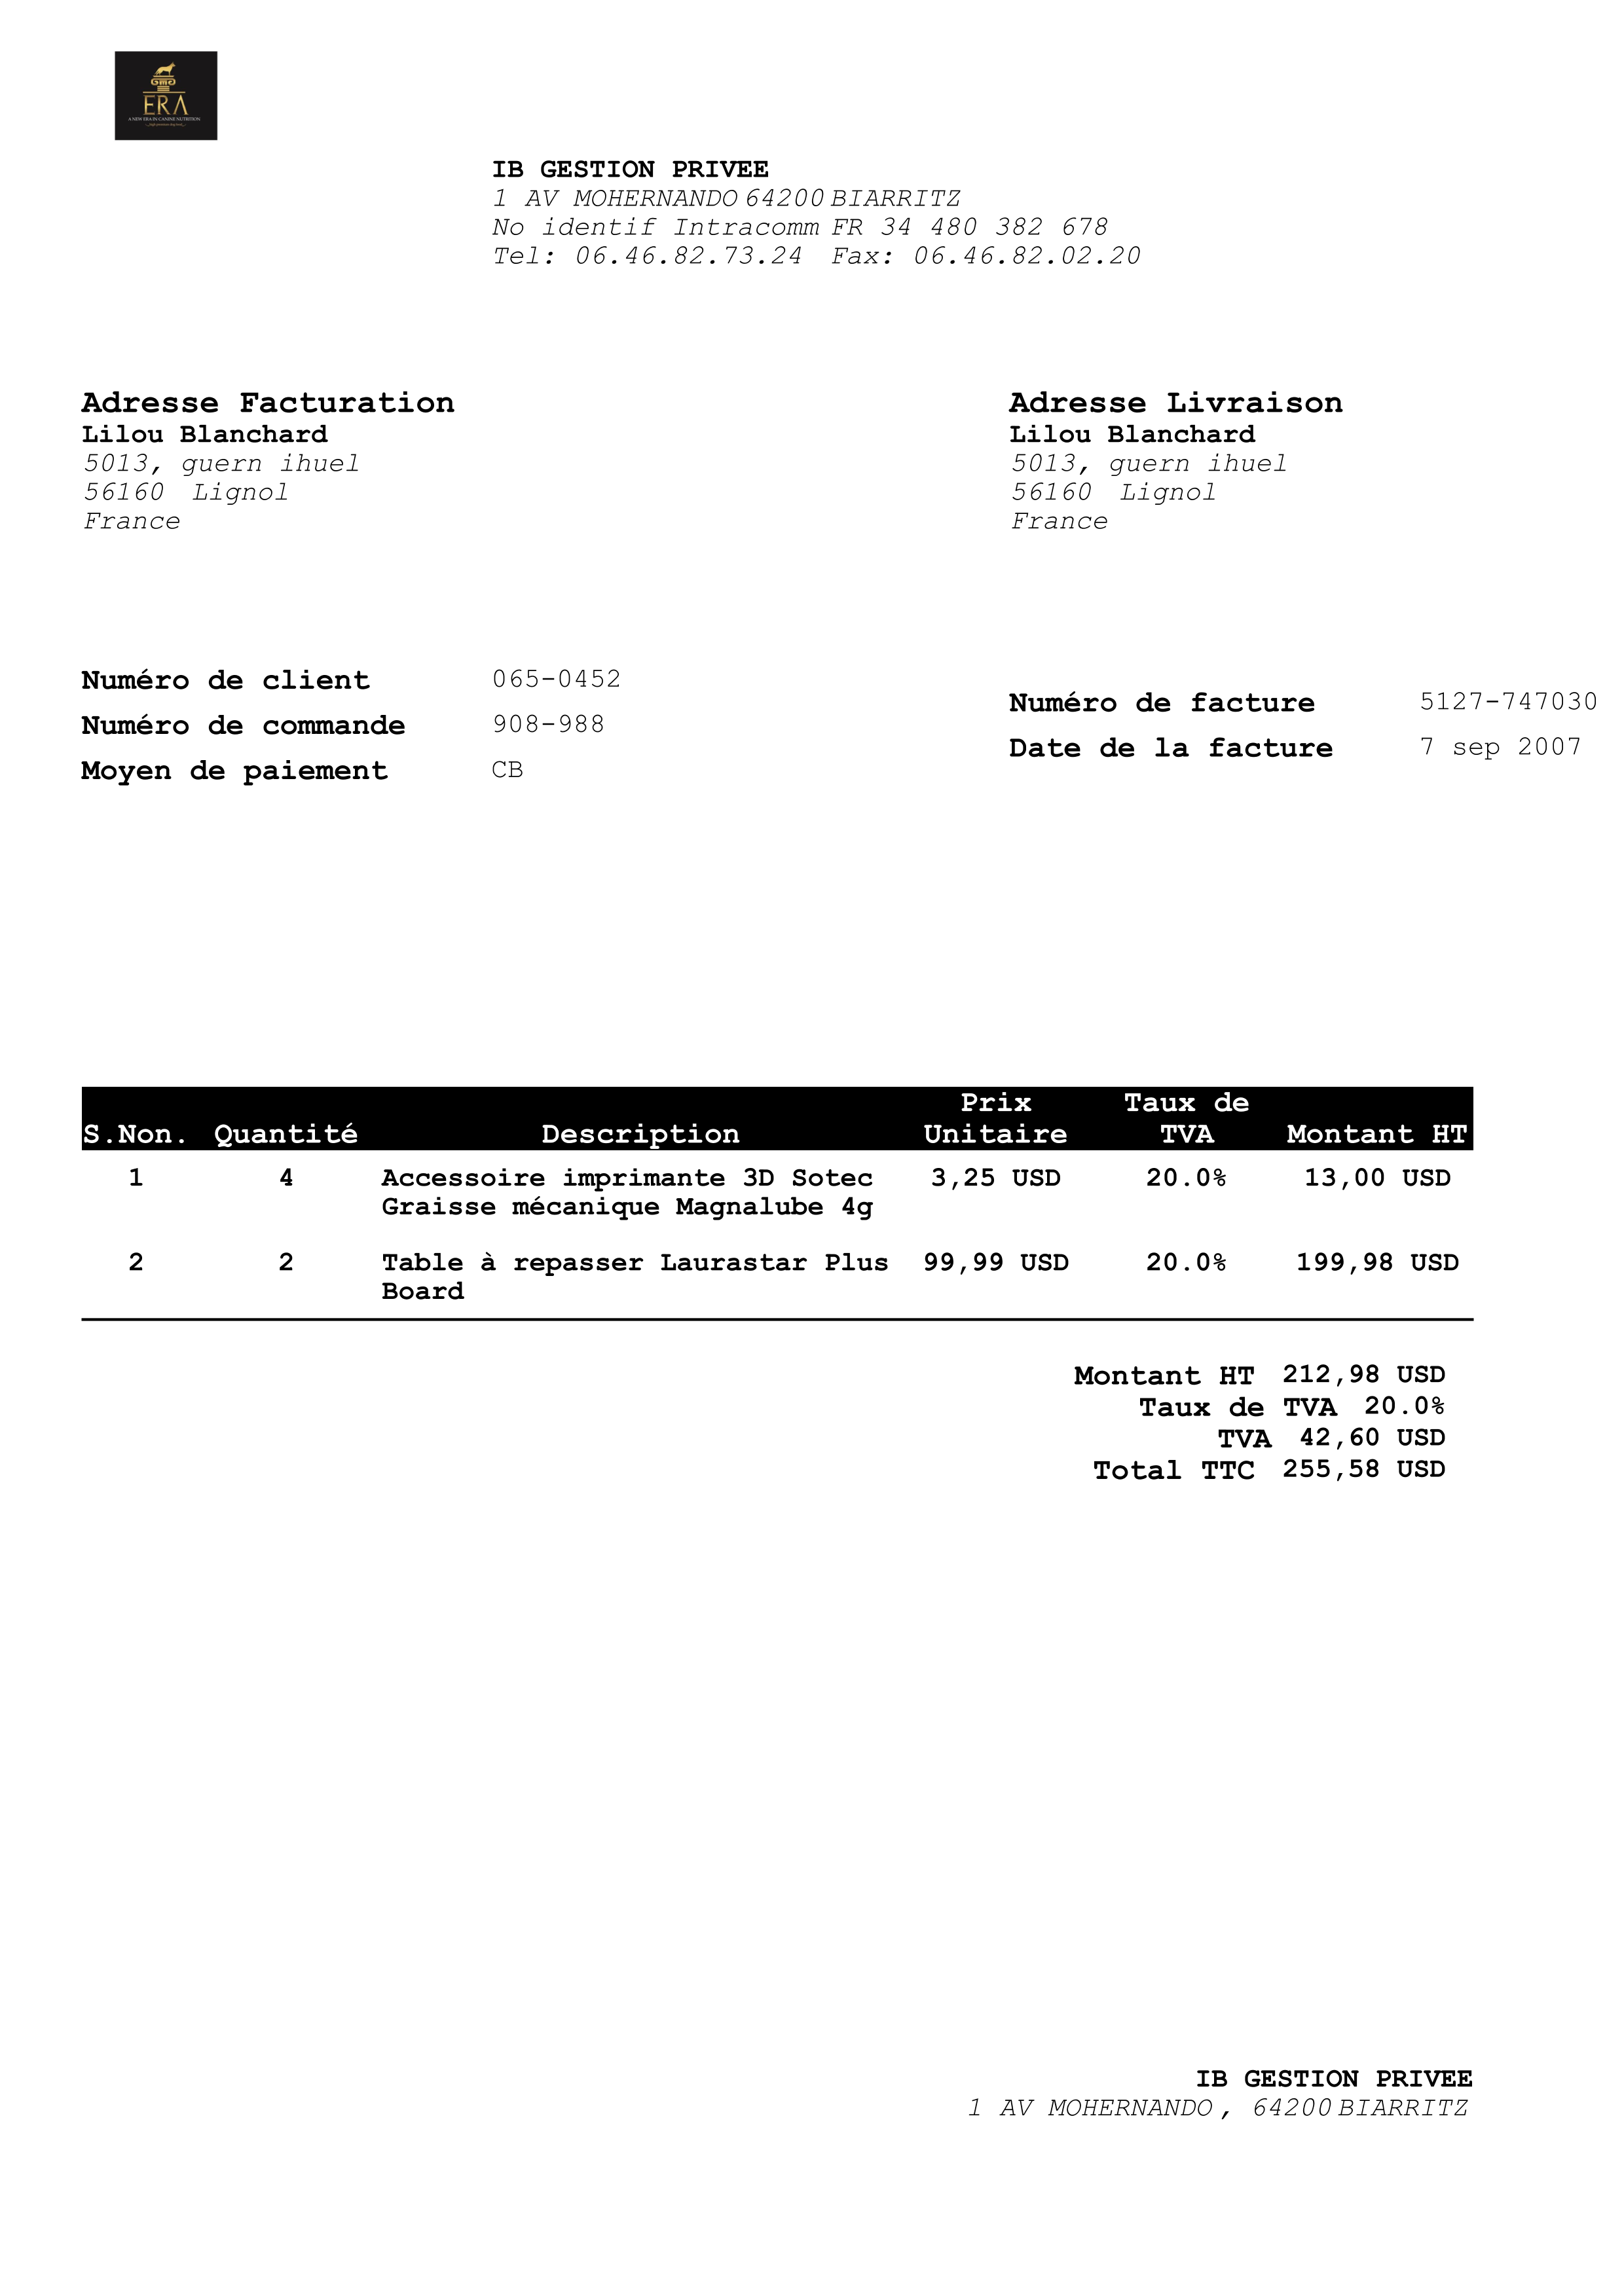 ERA
A NEW ERA IN CANINE NUTRITION
IB GESTION PRIVEE
1 AV MOHERNANDO 64200 BIARRITZ
No identif Intracomm FR 34 480 382 678
Tel: 06.46.82.73.24 Fax: 06.46.82.02.20
Adresse Facturation
Lilou Blanchard
5013, guern ihuel
56160 Lignol
France
Adresse Livraison
Lilou Blanchard
5013, guern ihuel
56160 Lignol
France
Numéro de client 065-0452
Numéro de commande 908-988
Moyen de paiement CB
Numéro de facture 5127-747030
Date de la facture 7 sep 2007
S.Non. Quantité Description Prix Unitaire Taux de TVA Montant HT
1 4 Accessoire imprimante 3D Sotec 3,25 USD 20.0% 13,00 USD
Graisse mécanique Magnalube 4g
2 2 Table à repasser Laurastar Plus 99,99 USD 20.0% 199,98 USD
Board
Montant HT 212,98 USD
Taux de TVA 20.0%
TVA 42,60 USD
Total TTC 255,58 USD
IB GESTION PRIVEE
1 AV MOHERNANDO , 64200 BIARRITZ